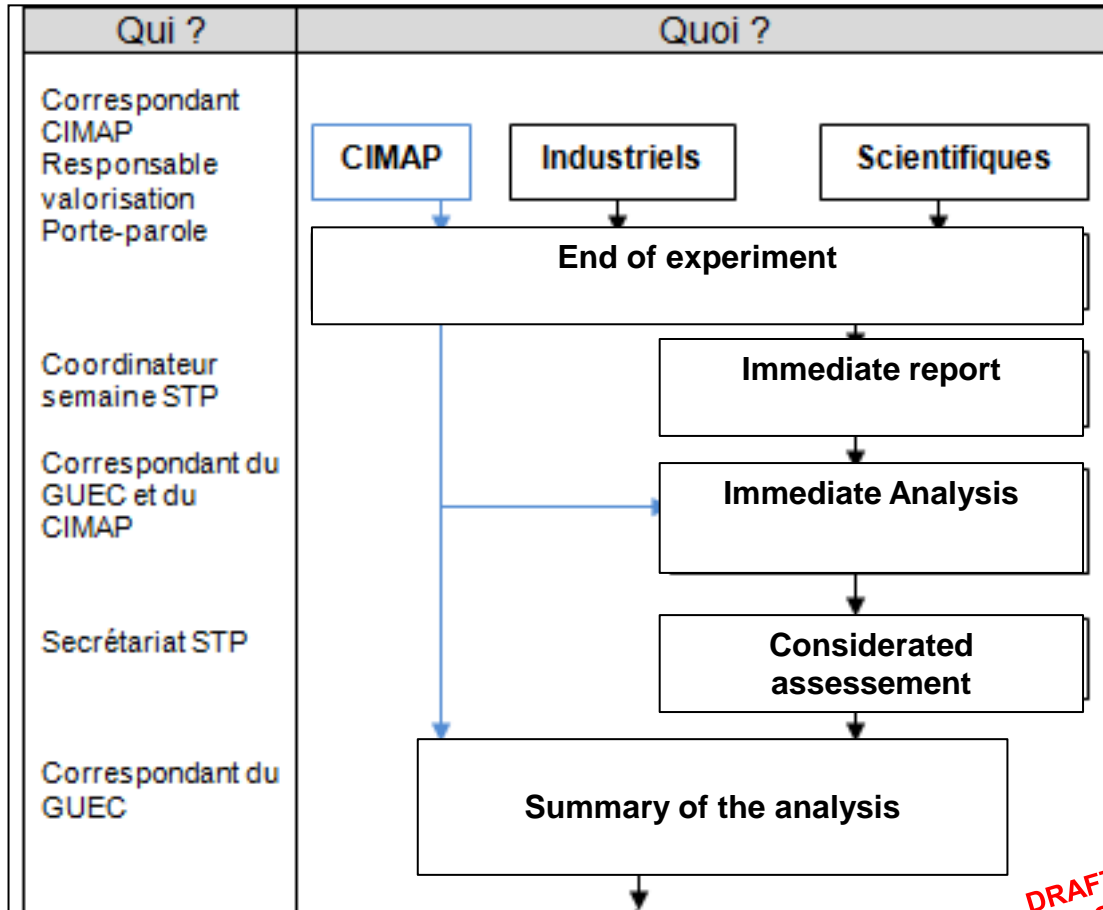 Qui ?
Quoi ?
Correspondant
CIMAP
Responsable
valorisation
Porte-parole
CIMAP
Industriels
Scientifiques
End of experiment
Coordinateur
semaine STP
Immediate report
Correspondant du
GUEC et du
CIMAP
Immediate Analysis
Secrétariat STP
Considerated
assessement
Correspondant du
GUEC
Summary of the analysis
DRAFT